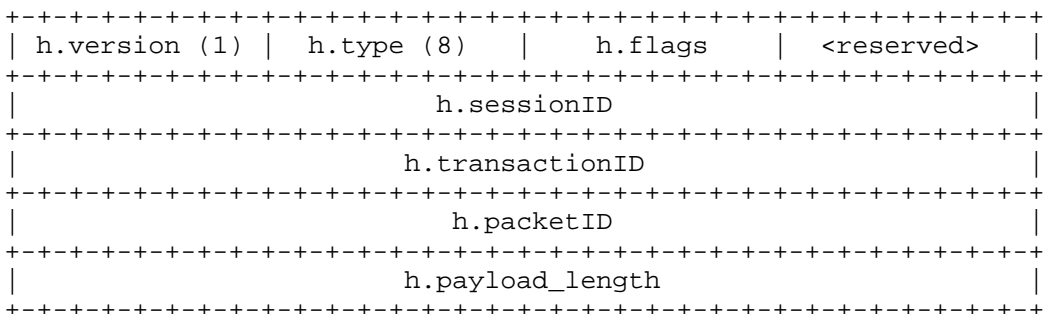 +-+-+-+-+-+-+-+-+-+-+-+-+-+-+-+-+-+-+-+-+-+-+-+-+-+-+-+-+-+-+-+-+
| h.version (1) |  h.type (8)   |    h.flags    |  <reserved>   |
+-+-+-+-+-+-+-+-+-+-+-+-+-+-+-+-+-+-+-+-+-+-+-+-+-+-+-+-+-+-+-+-+
|                          h.sessionID                          |
+-+-+-+-+-+-+-+-+-+-+-+-+-+-+-+-+-+-+-+-+-+-+-+-+-+-+-+-+-+-+-+-+
|                        h.transactionID                        |
+-+-+-+-+-+-+-+-+-+-+-+-+-+-+-+-+-+-+-+-+-+-+-+-+-+-+-+-+-+-+-+-+
|                           h.packetID                          |
+-+-+-+-+-+-+-+-+-+-+-+-+-+-+-+-+-+-+-+-+-+-+-+-+-+-+-+-+-+-+-+-+
|                        h.payload_length                       |
+-+-+-+-+-+-+-+-+-+-+-+-+-+-+-+-+-+-+-+-+-+-+-+-+-+-+-+-+-+-+-+-+